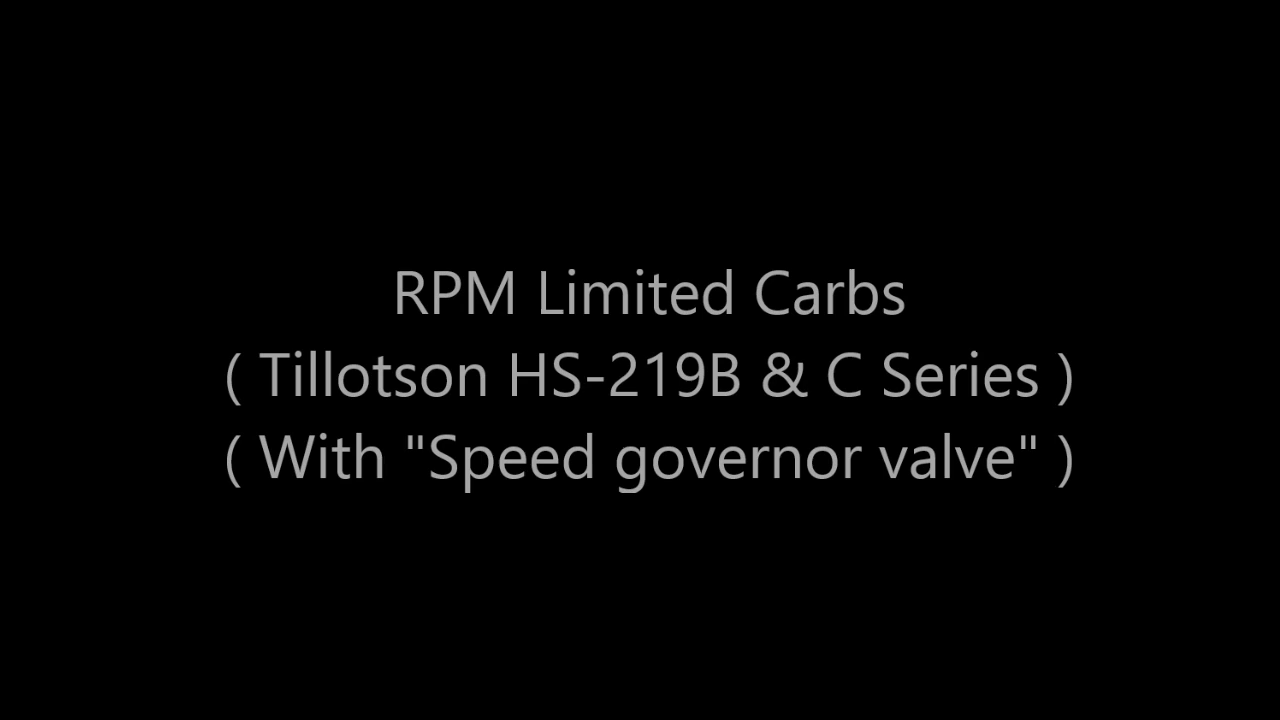 RPM Limited Carbs
( Tillotson HS-219B & C Series )
( With "Speed governor valve" )